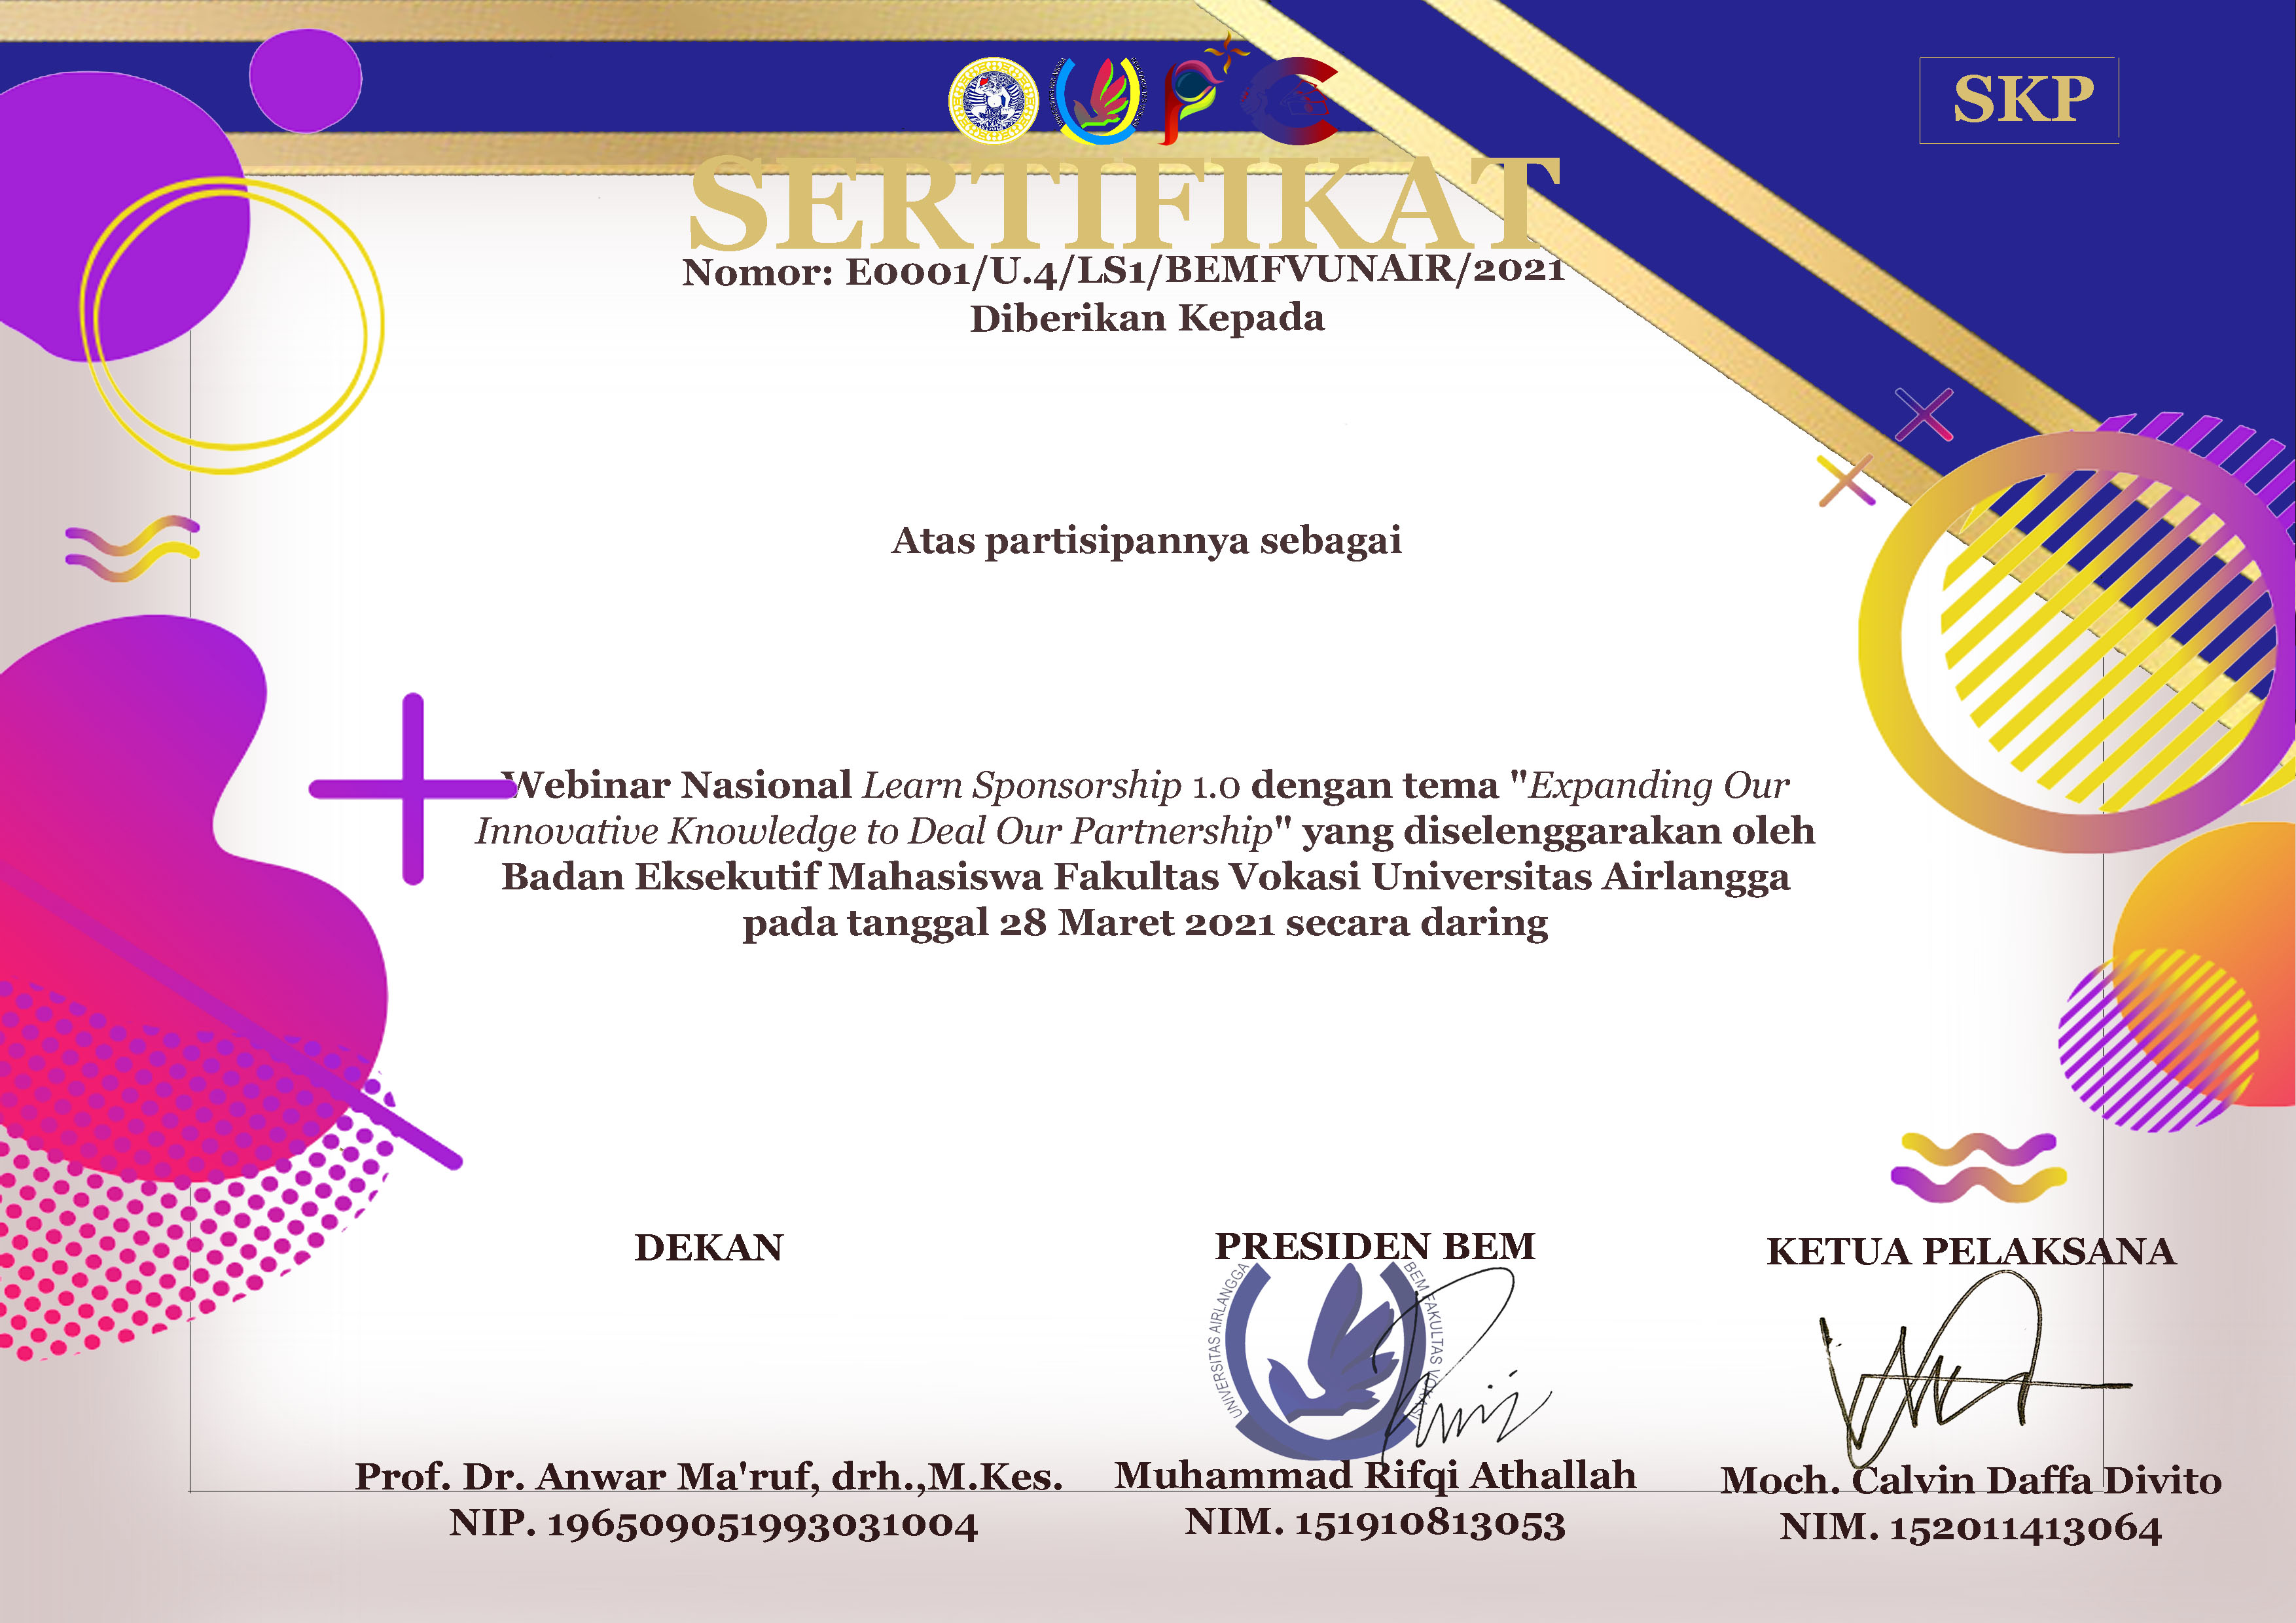 SKP
SERTIFIKAT
Nomor: E0001/U.4/LS1/BEMFVUNAIR/2021
Diberikan Kepada
Atas partisipannya sebagai
Webinar Nasional Learn Sponsorship 1.0 dengan tema "Expanding Our
Innovative Knowledge to Deal Our Partnership" yang diselenggarakan oleh
Badan Eksekutif Mahasiswa Fakultas Vokasi Universitas Airlangga
pada tanggal 28 Maret 2021 secara daring
DEKAN
Prof. Dr. Anwar Ma'ruf, drh.,M.Kes.
NIP. 196509051993031004
PRESIDEN BEM
UNIVERSITAS AIRLANGGA
BEM FAKULTAS VOKASI
Muhammad Rifqi Athallah
NIM. 151910813053
KETUA PELAKSANA
Moch. Calvin Daffa Divito
NIM. 152011413064